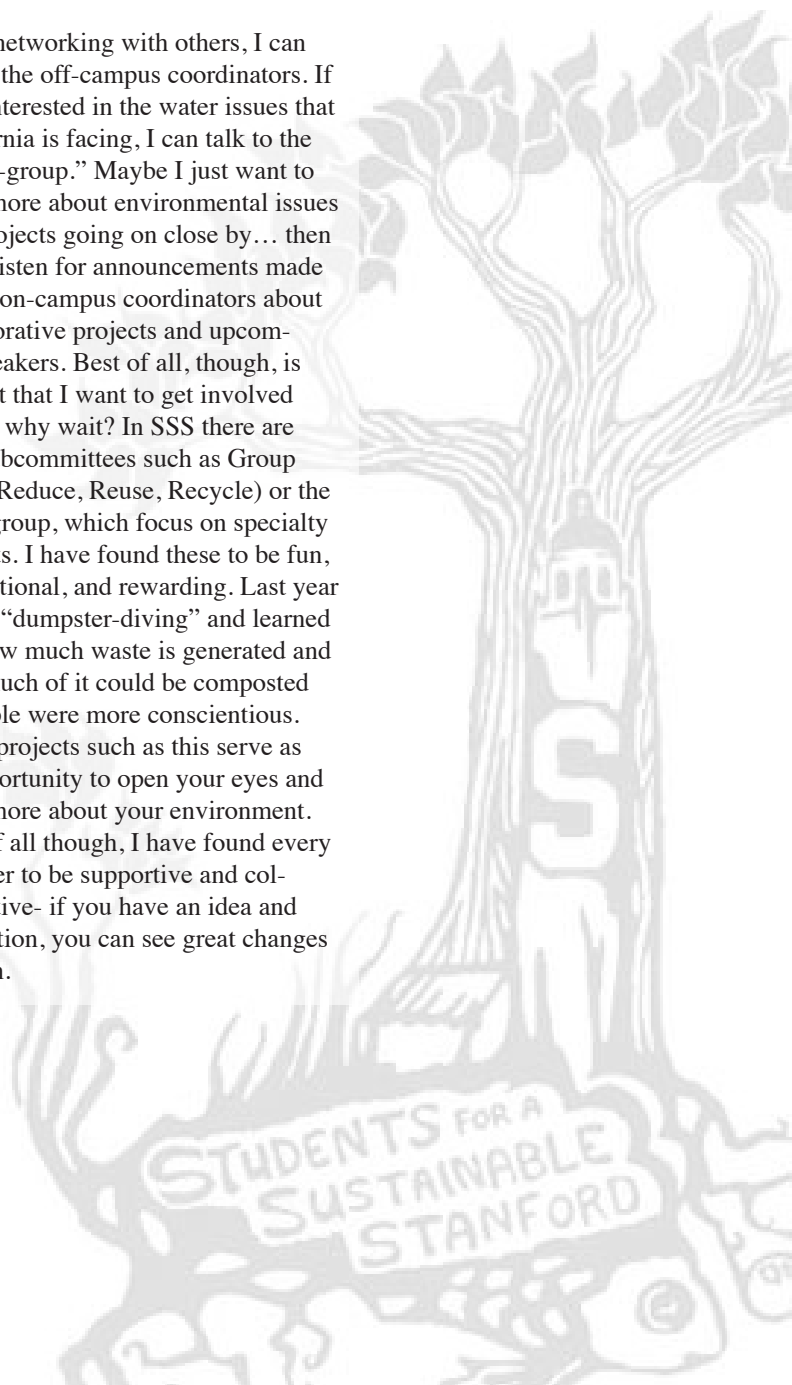 networking with others, I can
the off-campus coordinators. If
nterested in the water issues that
rnia is facing, I can talk to the
-group.” Maybe I just want to
more about environmental issues
ojects going on close by… then
isten for announcements made
on-campus coordinators about
orative projects and upcom-
eakers. Best of all, though, is
t that I want to get involved
why wait? In SSS there are
bcommittees such as Group
Reduce, Reuse, Recycle) or the
group, which focus on specialty
s. I have found these to be fun,
tional, and rewarding. Last year
“dumpster-diving” and learned
w much waste is generated and
uch of it could be composted
ple were more conscientious.
projects such as this serve as
ortunity to open your eyes and
more about your environment.
f all though, I have found every
er to be supportive and col-
tive- if you have an idea and
tion, you can see great changes
n.
S
STUDENTS FOR A
SUSTAINABLE
STANFORD